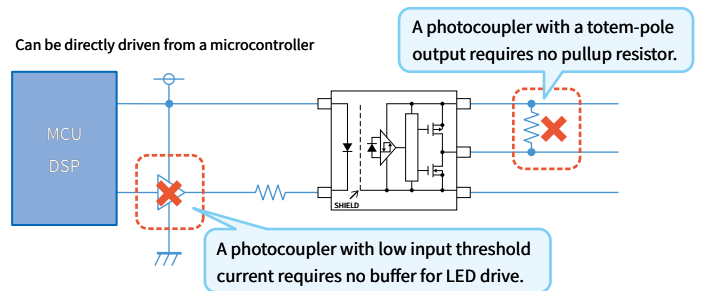 A photocoupler with a totem-pole
output requires no pullup resistor.
Can be directly driven from a microcontroller
MCU
DSP
SHIELD
A photocoupler with low input threshold
current requires no buffer for LED drive.